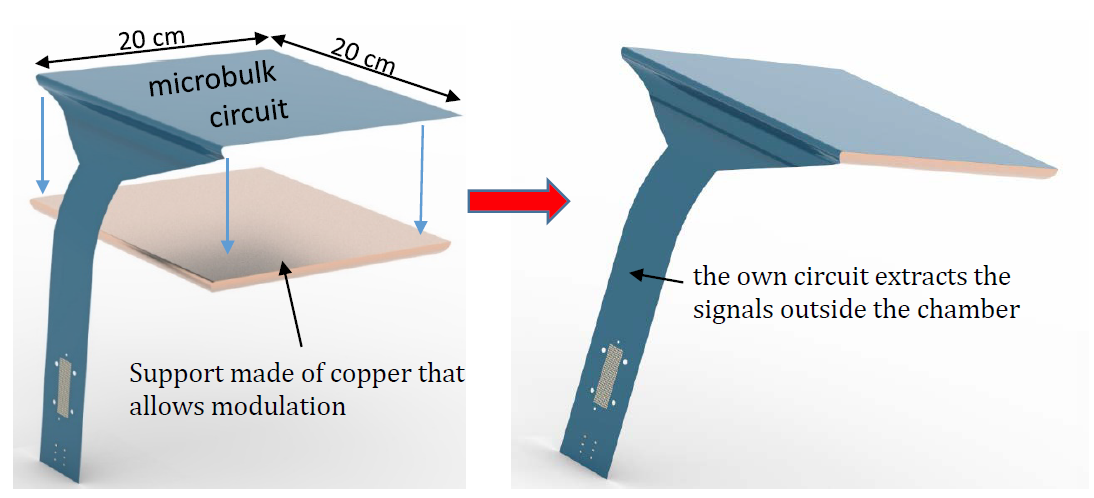 20 cm
20 cm
microbulk
circuit
Support made of copper that
allows modulation
the own circuit extracts the
signals outside the chamber